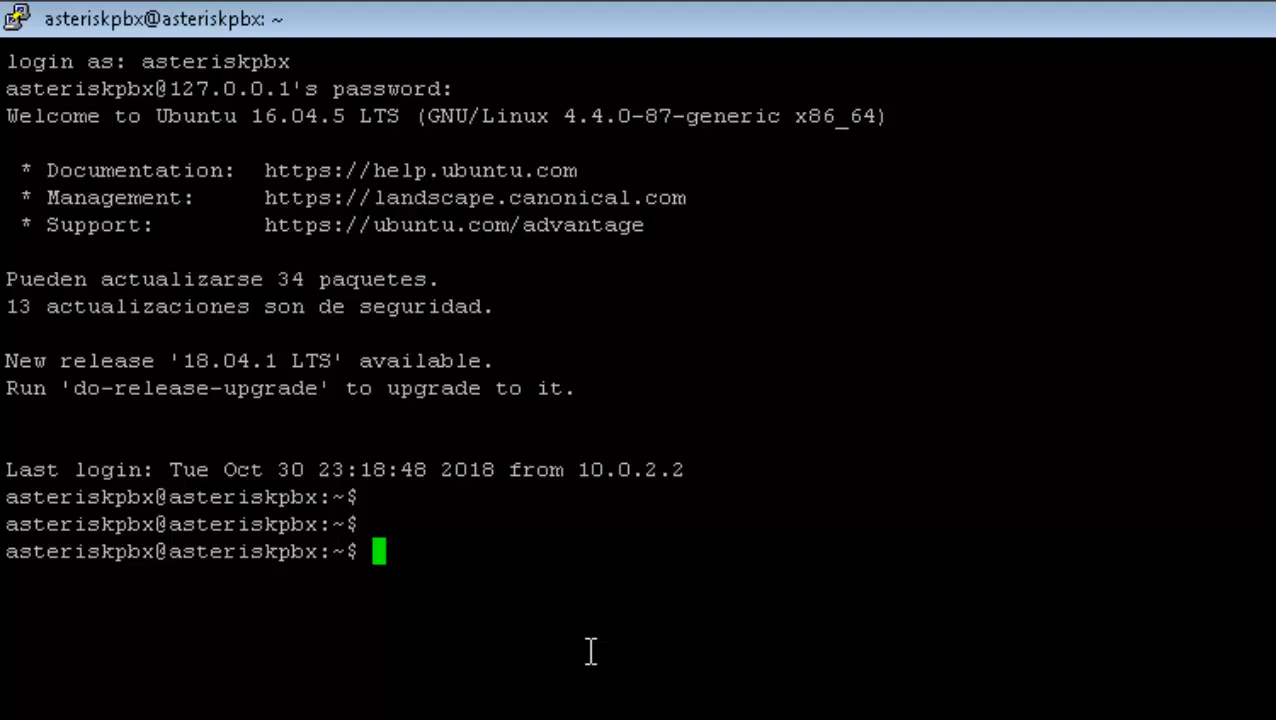 asteriskpbx@asteriskpbx: ~
login as: asteriskpbx
asteriskpbx@127.0.0.1's password:
Welcome to Ubuntu 16.04.5 LTS (GNU/Linux 4.4.0-87-generic x86_64)
* Documentation:  https://help.ubuntu.com
* Management:     https://landscape.canonical.com
* Support:        https://ubuntu.com/advantage
Pueden actualizarse 34 paquetes.
13 actualizaciones son de seguridad.
New release '18.04.1 LTS' available.
Run 'do-release-upgrade' to upgrade to it.
Last login: Tue Oct 30 23:18:48 2018 from 10.0.2.2
asteriskpbx@asteriskpbx:~$
asteriskpbx@asteriskpbx:~$
asteriskpbx@asteriskpbx:~$